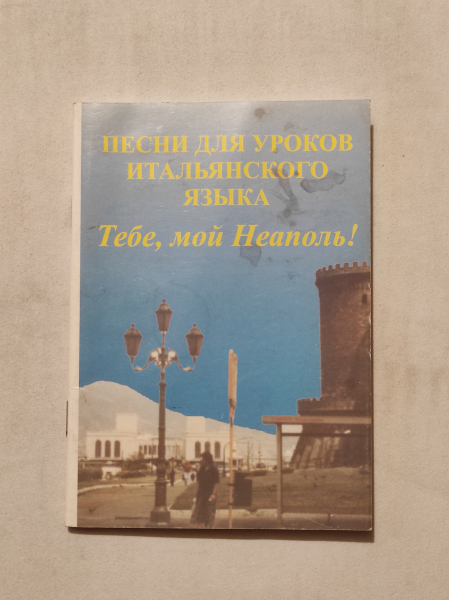 ПЕСНИ ДЛЯ УРОКОВ
ИТАЛЬЯНСКОГО
ЯЗЫКА
Тебе, мой Неаполь!